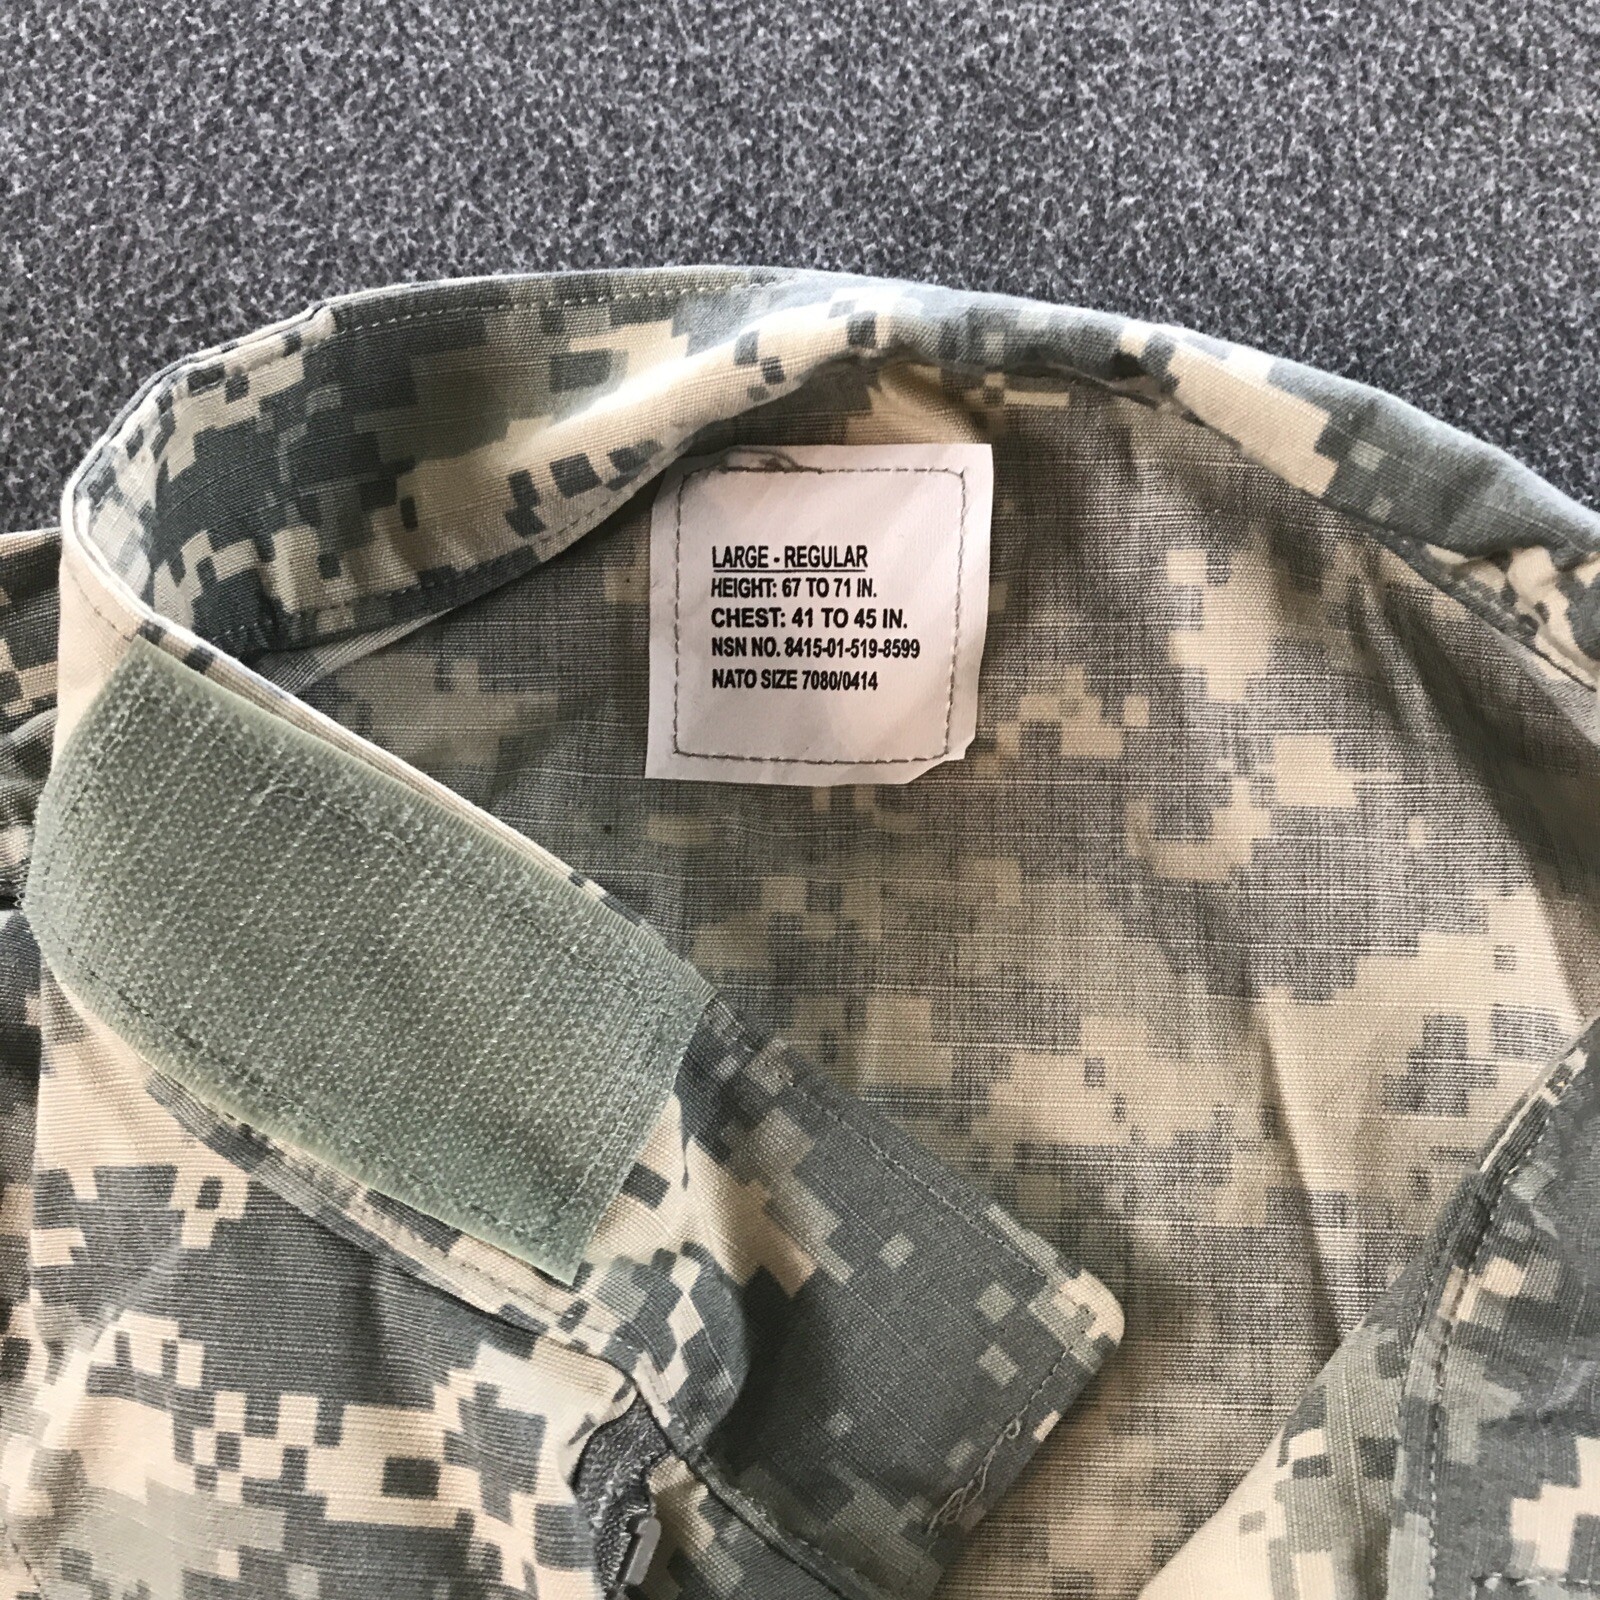 LARGE - REGULAR
HEIGHT: 67 TO 71 IN.
CHEST: 41 TO 45 IN.
NSN NO. 8415-01-519-8599
NATO SIZE 7080/0414